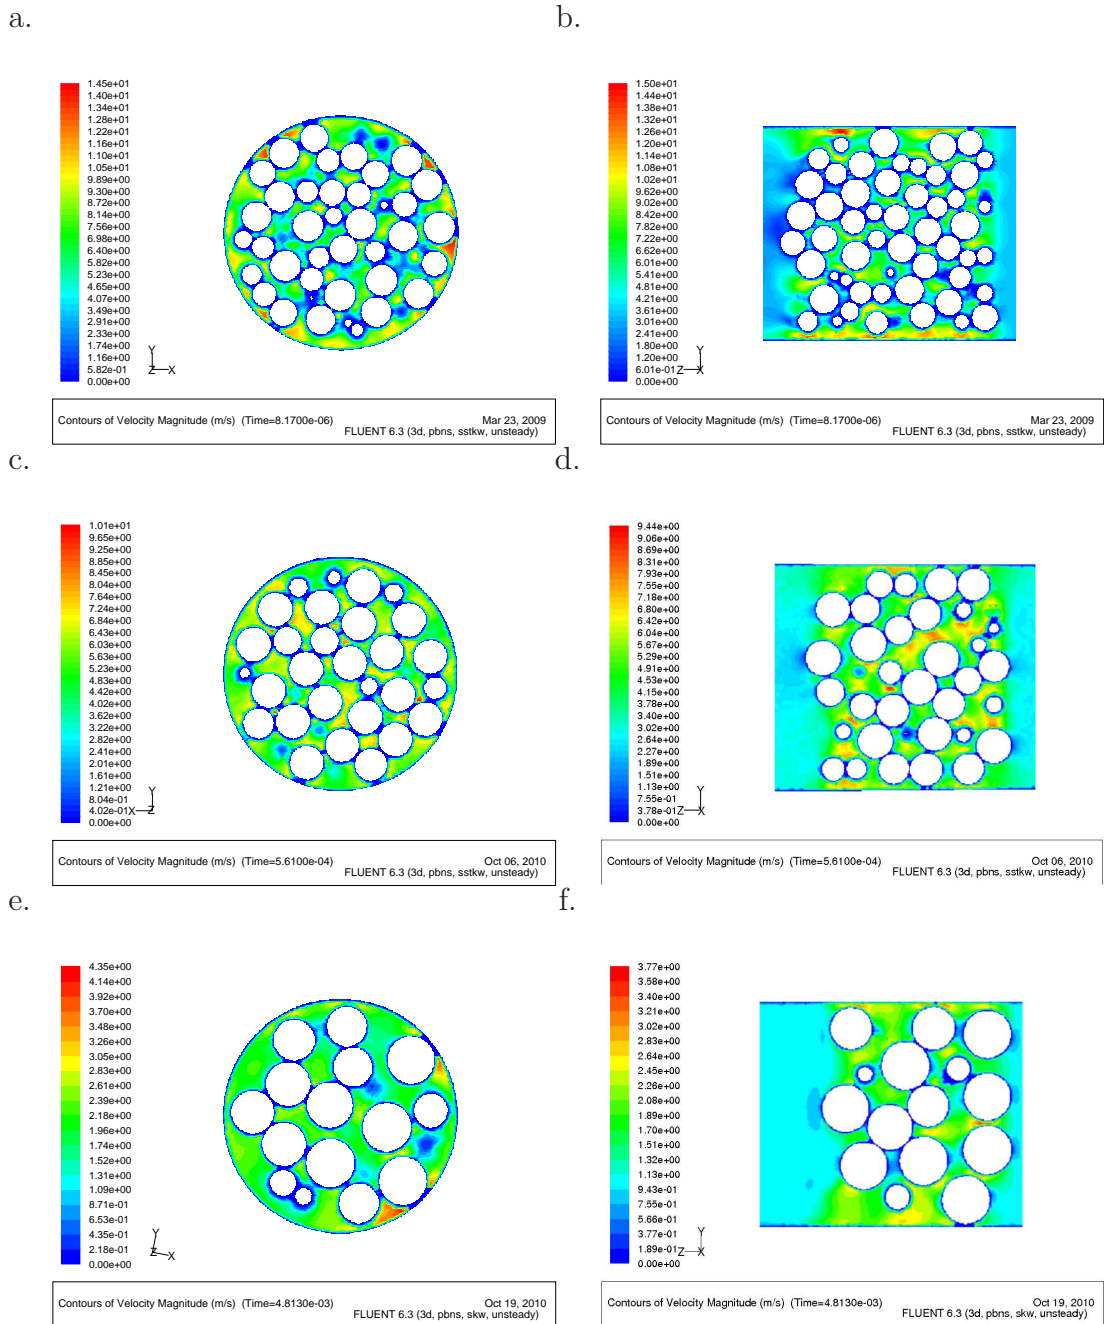 a.
1.45e+01
1.40e+01
1.34e+01
1.28e+01
1.22e+01
1.16e+01
1.10e+01
1.05e+01
9.89e+00
9.30e+00
8.72e+00
8.14e+00
7.56e+00
6.98e+00
6.40e+00
5.82e+00
5.23e+00
4.65e+00
4.07e+00
3.49e+00
2.91e+00
2.33e+00
1.74e+00
1.16e+00
5.82e-01
0.00e+00
Y
Z X
Contours of Velocity Magnitude (m/s) (Time=8.1700e-06) Mar 23, 2009
FLUENT 6.3 (3d, pbns, sstkw, unsteady)
b.
1.50e+01
1.44e+01
1.38e+01
1.32e+01
1.26e+01
1.20e+01
1.14e+01
1.08e+01
1.02e+01
9.62e+00
9.02e+00
8.42e+00
7.82e+00
7.22e+00
6.62e+00
6.01e+00
5.41e+00
4.81e+00
4.21e+00
3.61e+00
3.01e+00
2.41e+00
1.80e+00
1.20e+00
6.01e-01
0.00e+00
Y
Z X
Contours of Velocity Magnitude (m/s) (Time=8.1700e-06) Mar 23, 2009
FLUENT 6.3 (3d, pbns, sstkw, unsteady)
c.
1.01e+01
9.65e+00
9.25e+00
8.85e+00
8.45e+00
8.04e+00
7.64e+00
7.24e+00
6.84e+00
6.43e+00
6.03e+00
5.63e+00
5.23e+00
4.83e+00
4.42e+00
4.02e+00
3.62e+00
3.22e+00
2.82e+00
2.41e+00
2.01e+00
1.61e+00
1.21e+00
8.04e-01
4.02e-01
0.00e+00
Y
X Z
Contours of Velocity Magnitude (m/s) (Time=5.6100e-04) Oct 06, 2010
FLUENT 6.3 (3d, pbns, sstkw, unsteady)
d.
9.44e+00
9.06e+00
8.69e+00
8.31e+00
7.93e+00
7.55e+00
7.18e+00
6.80e+00
6.42e+00
6.04e+00
5.67e+00
5.29e+00
4.91e+00
4.53e+00
4.15e+00
3.78e+00
3.40e+00
3.02e+00
2.64e+00
2.27e+00
1.89e+00
1.51e+00
1.13e+00
7.55e-01
3.78e-01
0.00e+00
Y
Z X
Contours of Velocity Magnitude (m/s) (Time=5.6100e-04) Oct 06, 2010
FLUENT 6.3 (3d, pbns, sstkw, unsteady)
e.
4.35e+00
4.14e+00
3.92e+00
3.70e+00
3.48e+00
3.26e+00
3.05e+00
2.83e+00
2.61e+00
2.39e+00
2.18e+00
1.96e+00
1.74e+00
1.52e+00
1.31e+00
1.09e+00
8.71e-01
6.53e-01
4.35e-01
2.18e-01
0.00e+00
Y
Z X
Contours of Velocity Magnitude (m/s) (Time=4.8130e-03) Oct 19, 2010
FLUENT 6.3 (3d, pbns, skw, unsteady)
f.
3.77e+00
3.58e+00
3.40e+00
3.21e+00
3.02e+00
2.83e+00
2.64e+00
2.45e+00
2.26e+00
2.08e+00
1.89e+00
1.70e+00
1.51e+00
1.32e+00
1.13e+00
9.43e-01
7.55e-01
5.66e-01
3.77e-01
1.89e-01
0.00e+00
Y
Z X
Contours of Velocity Magnitude (m/s) (Time=4.8130e-03) Oct 19, 2010
FLUENT 6.3 (3d, pbns, skw, unsteady)